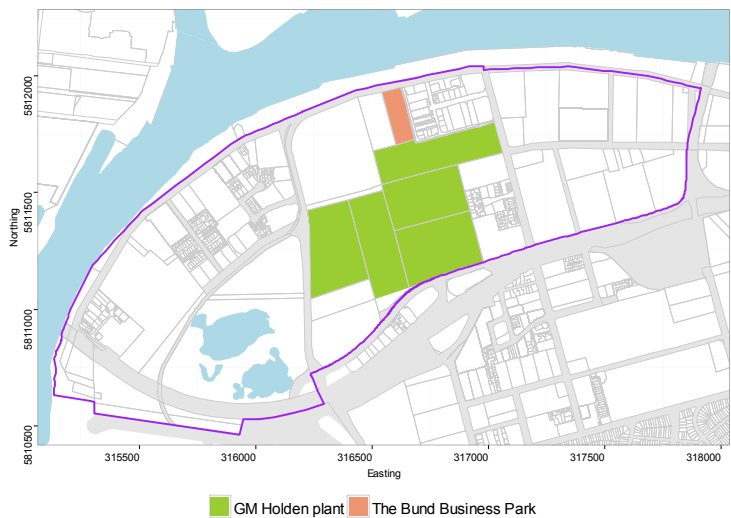 5812000
5811500
5811000
5810500
Northing
315500 316000 316500 317000 317500 318000
Easting
GM Holden plant The Bund Business Park